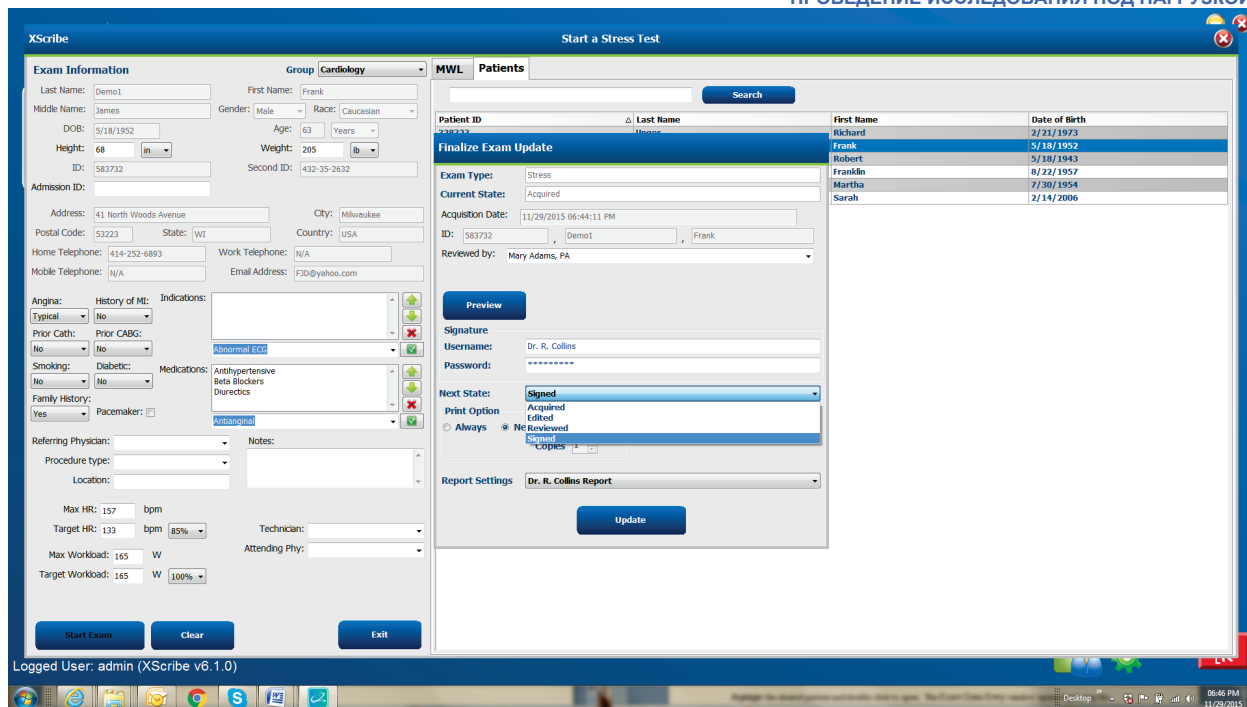 XScribe
Start a Stress Test
Exam Information
Group Cardiology
Last Name: Demo1 First Name: Frank
Middle Name: James Gender: Male Race: Caucasian
DOB: 5/18/1952 Age: 63 Years
Height: 68 in Weight: 205 lb
ID: 583732 Second ID: 432-35-2632
Admission ID:
Address: 41 North Woods Avenue City: Milwaukee
Postal Code: 53223 State: WI Country: USA
Home Telephone: 414-252-6893 Work Telephone: N/A
Mobile Telephone: N/A Email Address: FJD@yahoo.com
Angina: History of MI: Indications:
Typical No
Prior Cath: Prior CABG:
No No Abnormal ECG
Smoking: Diabetic: Medications: Antihypertensive
No No Beta Blockers
Diurectics
Family History:
Yes Pacemaker:
Antianginal
Referring Physician: Notes:
Procedure type:
Location:
Max HR: 157 bpm
Target HR: 133 bpm 85% Technician:
Max Workload: 165 W Attending Phy:
Target Workload: 165 W 100%
Start Exam Clear Exit
MWL Patients
Search
Patient ID Last Name First Name Date of Birth
Richard 2/21/1973
Frank 5/18/1952
Robert 5/18/1943
Franklin 8/22/1957
Martha 7/30/1954
Sarah 2/14/2006
Finalize Exam Update
Exam Type: Stress
Current State: Acquired
Acquisition Date: 11/29/2015 06:44:11 PM
ID: 583732 , Demo1 , Frank
Reviewed by: Mary Adams, PA
Preview
Signature
Username: Dr. R. Collins
Password: *********
Next State: Signed
Acquired
Edited
Reviewed
Signed
Print Option
Always Ne
Copies 1
Report Settings Dr. R. Collins Report
Update
Logged User: admin (XScribe v6.1.0)
Desktop
06:46 PM
11/29/2015